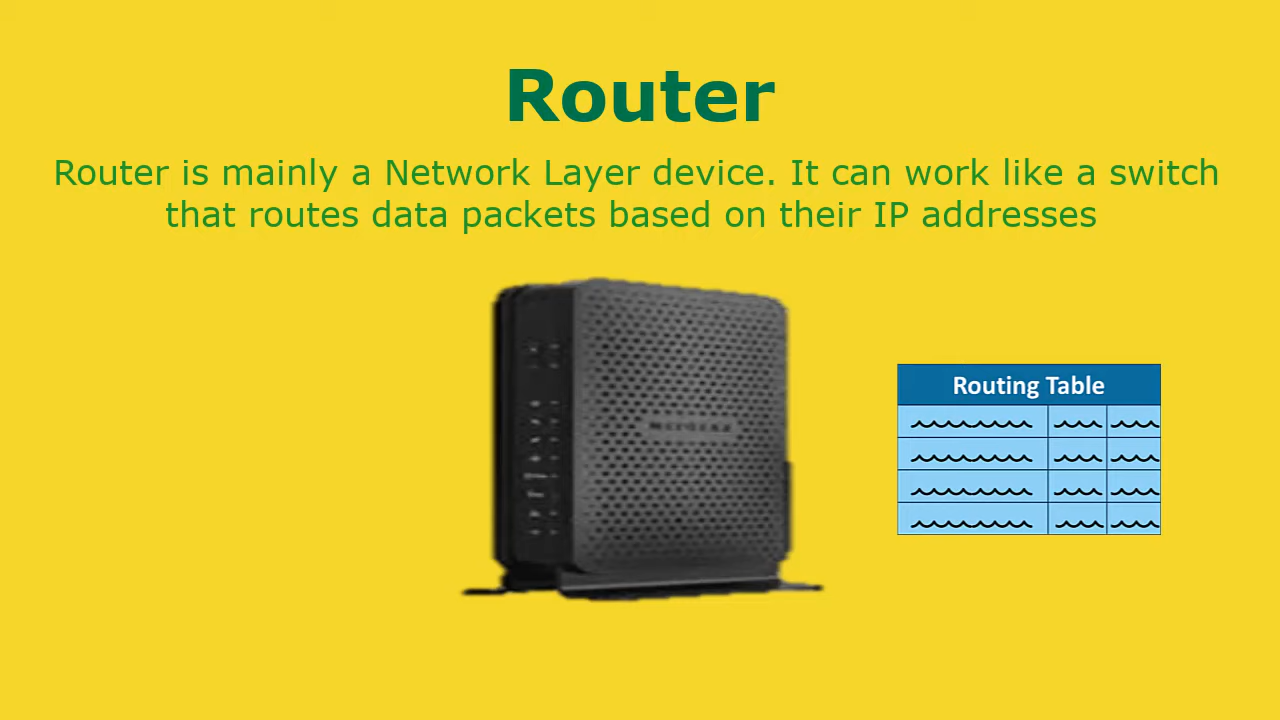 Router
Router is mainly a Network Layer device. It can work like a switch
that routes data packets based on their IP addresses
NETGEAR
Routing Table